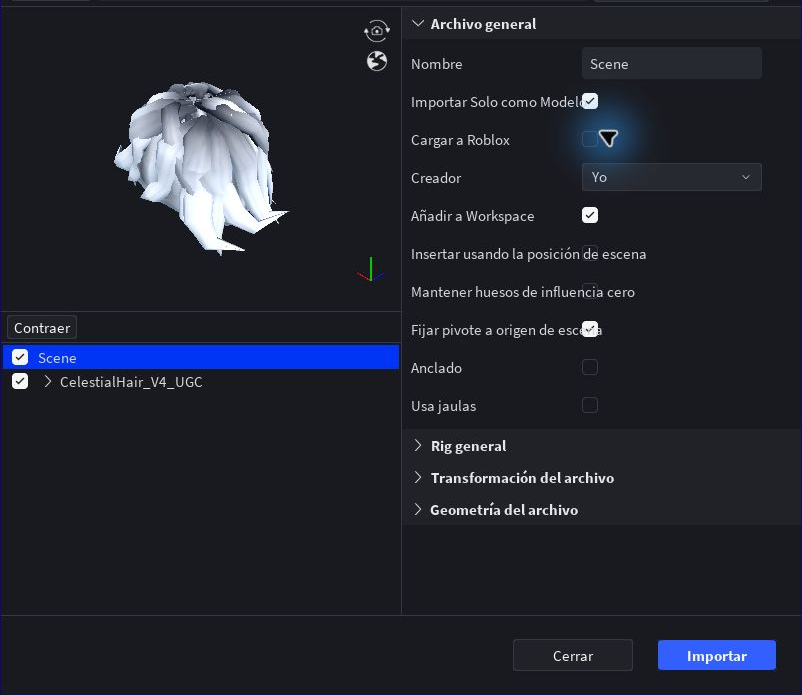 Archivo general
Nombre
Scene
Importar Solo como Modelo
Cargar a Roblox
Creador
Yo
Añadir a Workspace
Insertar usando la posición de escena
Mantener huesos de influencia cero
Fijar pivote a origen de escena
Anclado
Usa jaulas
Rig general
Transformación del archivo
Geometría del archivo
Contraer
Scene
CelestialHair_V4_UGC
Cerrar
Importar